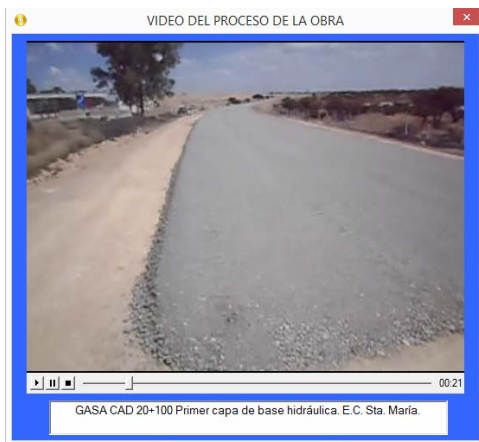 VIDEO DEL PROCESO DE LA OBRA
00:21
GASA CAD 20+100 Primer capa de base hidráulica. E.C. Sta. María.